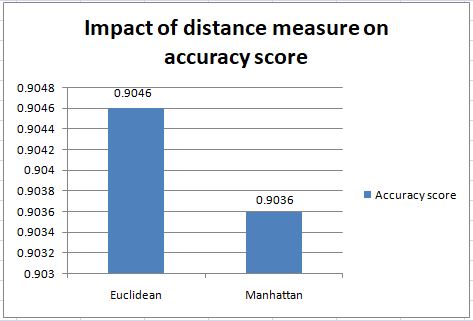 Impact of distance measure on
accuracy score
0.9048
0.9046
0.9044
0.9042
0.904
0.9038
0.9036
0.9034
0.9032
0.903
0.9046
0.9036
Euclidean
Manhattan
Accuracy score